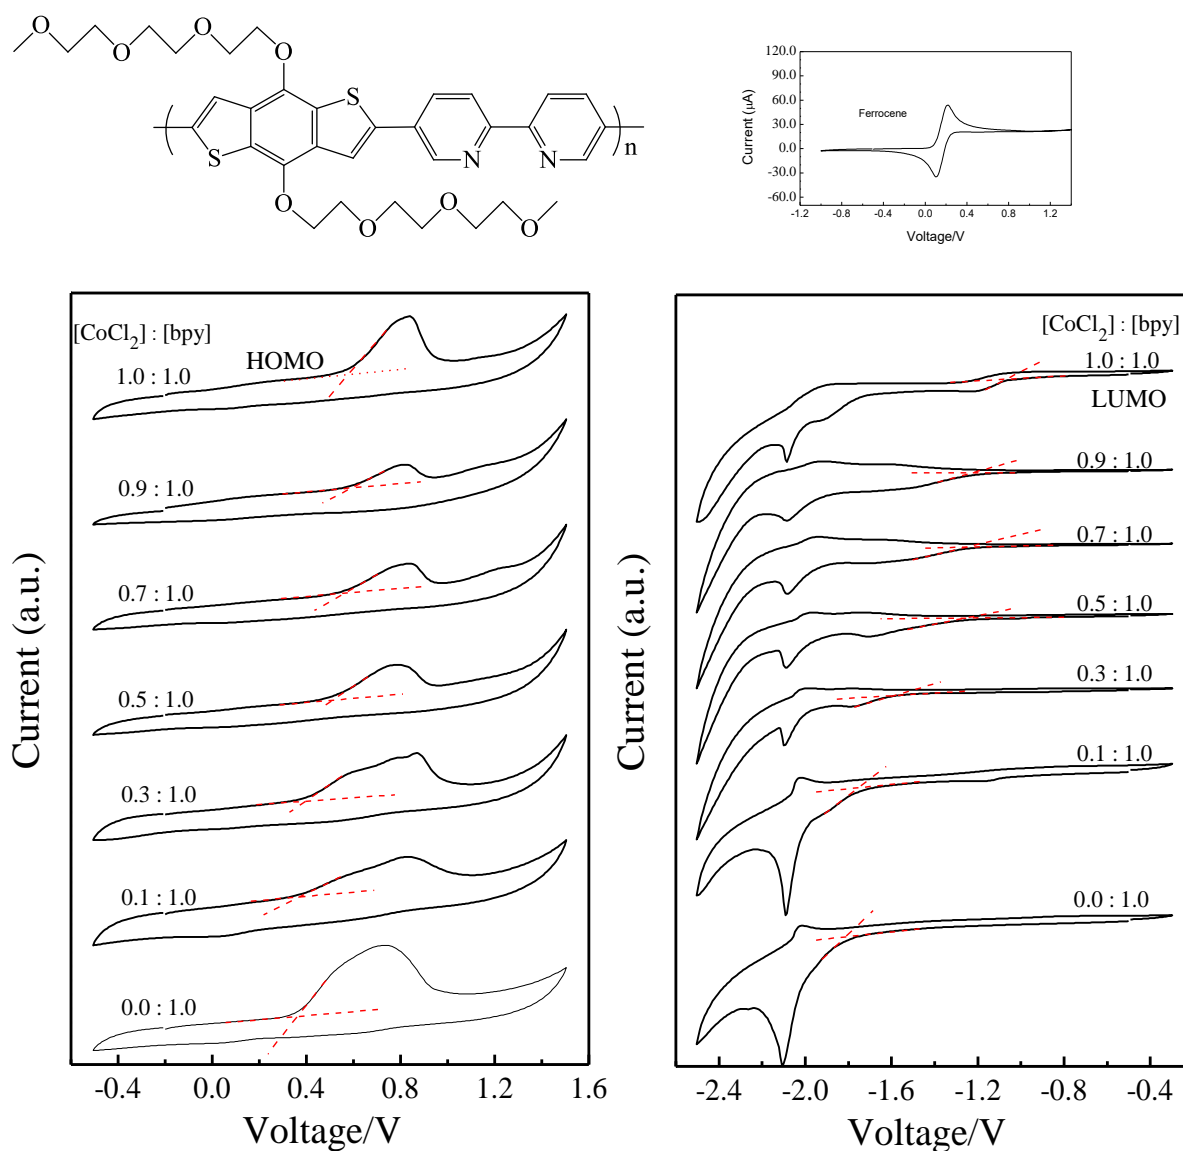 O
O
O
O
S
S
N
N
n
O
O
O
O
120.0
90.0
60.0
30.0
0.0
-30.0
-60.0
Current (μA)
Ferrocene
-1.2 -0.8 -0.4 0.0 0.4 0.8 1.2
Voltage/V
[CoCl2] : [bpy]
HOMO
1.0 : 1.0
0.9 : 1.0
0.7 : 1.0
0.5 : 1.0
0.3 : 1.0
0.1 : 1.0
0.0 : 1.0
Current (a.u.)
-0.4 0.0 0.4 0.8 1.2 1.6
Voltage/V
[CoCl2] : [bpy]
1.0 : 1.0
LUMO
0.9 : 1.0
0.7 : 1.0
0.5 : 1.0
0.3 : 1.0
0.1 : 1.0
0.0 : 1.0
Current (a.u.)
-2.4 -2.0 -1.6 -1.2 -0.8 -0.4
Voltage/V